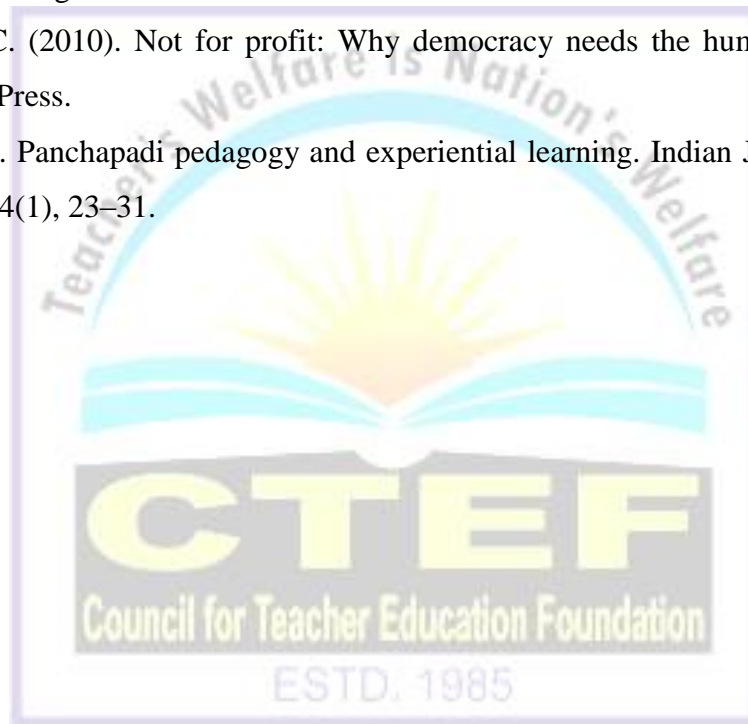 C. (2010). Not for profit: Why democracy needs the hum
Press.
. Panchapadi pedagogy and experiential learning. Indian J
4(1), 23–31.
Teacher's Welfare is Nation's Welfare
CTEF
Council for Teacher Education Foundation
ESTD. 1985